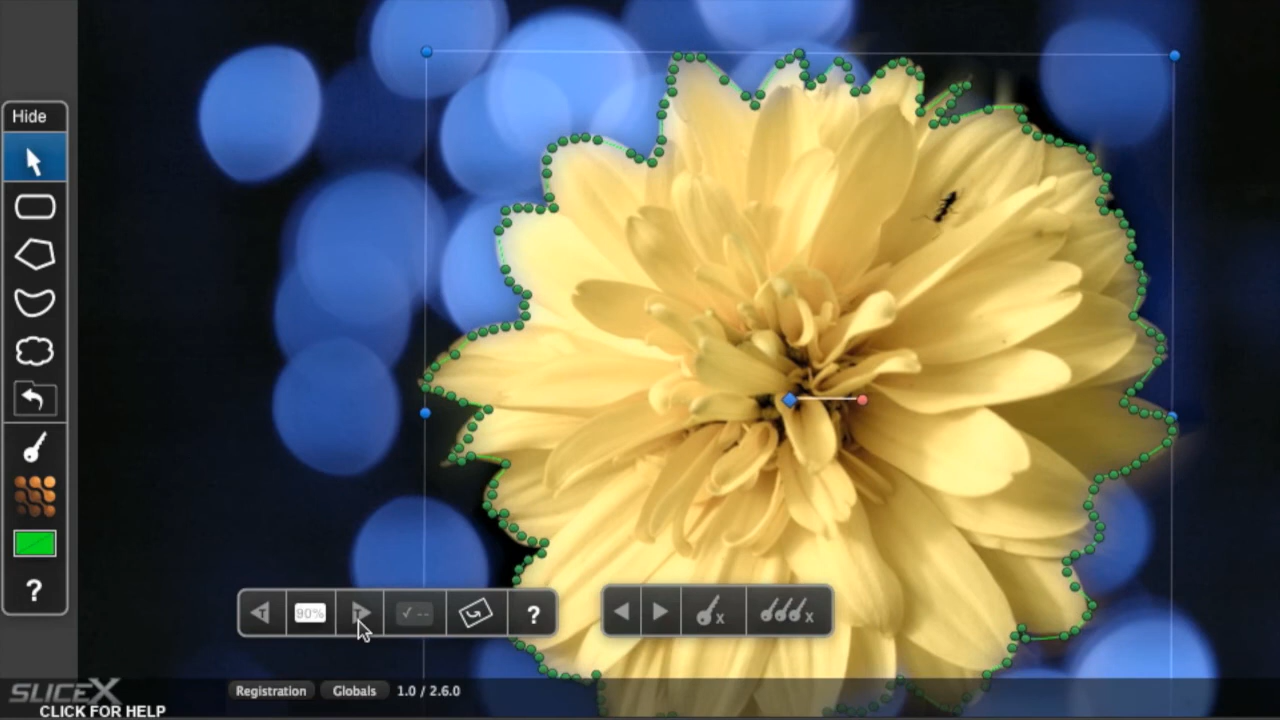 Hide
?
90%
✓ --
?
x
x
SLICEX
CLICK FOR HELP
Registration
Globals
1.0 / 2.6.0